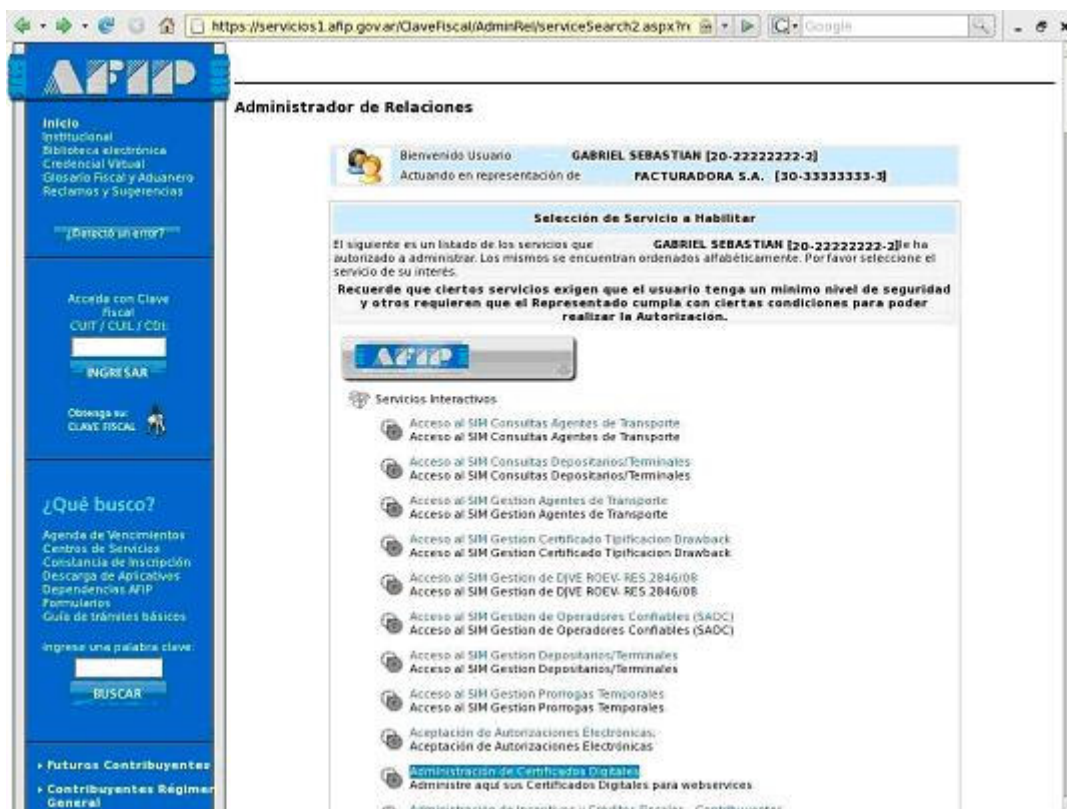 https://servicios1.afip.gov.ar/ClaveFiscal/AdminRel/serviceSearch2.aspx?n
Google
AFIP
Inicio
Institucional
Biblioteca electrónica
Credencial Virtual
Glosario Fiscal y Aduanero
Reclamos y Sugerencias
¿Detectó un error?
Acceda con Clave
Fiscal
CUIT / CUIL / CDI:
INGRESAR
Obtenga su:
CLAVE FISCAL
¿Qué busco?
Agenda de Vencimientos
Centros de Servicios
Constancia de Inscripción
Descarga de Aplicativos
Dependencias AFIP
Formularios
Guía de trámites básicos
Ingrese una palabra clave:
BUSCAR
Futuros Contribuyentes
Contribuyentes Régimen
General
Administrador de Relaciones
Bienvenido Usuario GABRIEL SEBASTIAN [20-22222222-2]
Actuando en representación de FACTURADORA S.A. [30-33333333-3]
Selección de Servicio a Habilitar
El siguiente es un listado de los servicios que GABRIEL SEBASTIAN [20-22222222-2] le ha
autorizado a administrar. Los mismos se encuentran ordenados alfabéticamente. Por favor seleccione el
servicio de su interés.
Recuerde que ciertos servicios exigen que el usuario tenga un mínimo nivel de seguridad
y otros requieren que el Representado cumpla con ciertas condiciones para poder
realizar la Autorización.
AFIP
Servicios Interactivos
Acceso al SIM Consultas Agentes de Transporte
Acceso al SIM Consultas Agentes de Transporte
Acceso al SIM Consultas Depositarios/Terminales
Acceso al SIM Consultas Depositarios/Terminales
Acceso al SIM Gestion Agentes de Transporte
Acceso al SIM Gestion Agentes de Transporte
Acceso al SIM Gestion Certificado Tipificacion Drawback
Acceso al SIM Gestion Certificado Tipificacion Drawback
Acceso al SIM Gestion de DJVE ROEV- RES.2846/08
Acceso al SIM Gestion de DJVE ROEV- RES.2846/08
Acceso al SIM Gestion de Operadores Confiables (SAOC)
Acceso al SIM Gestion de Operadores Confiables (SAOC)
Acceso al SIM Gestion Depositarios/Terminales
Acceso al SIM Gestion Depositarios/Terminales
Acceso al SIM Gestion Prorrogas Temporales
Acceso al SIM Gestion Prorrogas Temporales
Aceptación de Autorizaciones Electrónicas.
Aceptación de Autorizaciones Electrónicas
Administración de Certificados Digitales
Administre aquí sus Certificados Digitales para webservices
Administración de Incentivos y Créditos Fiscales - Contribuyentes